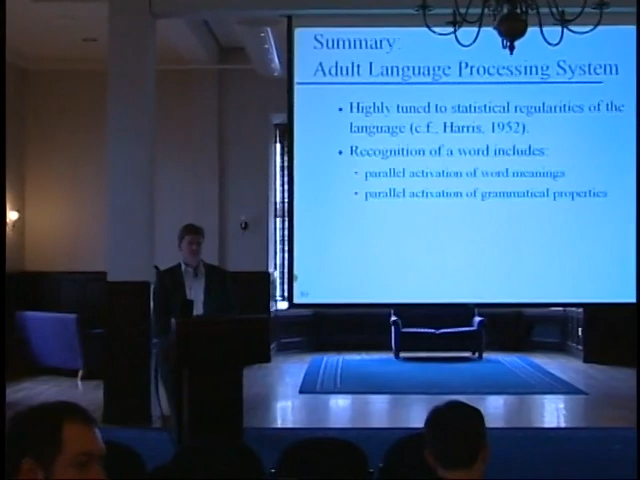 Summary:
Adult Language Processing System
• Highly tuned to statistical regularities of the
language (c.f., Harris, 1952).
• Recognition of a word includes:
- parallel activation of word meanings
- parallel activation of grammatical properties